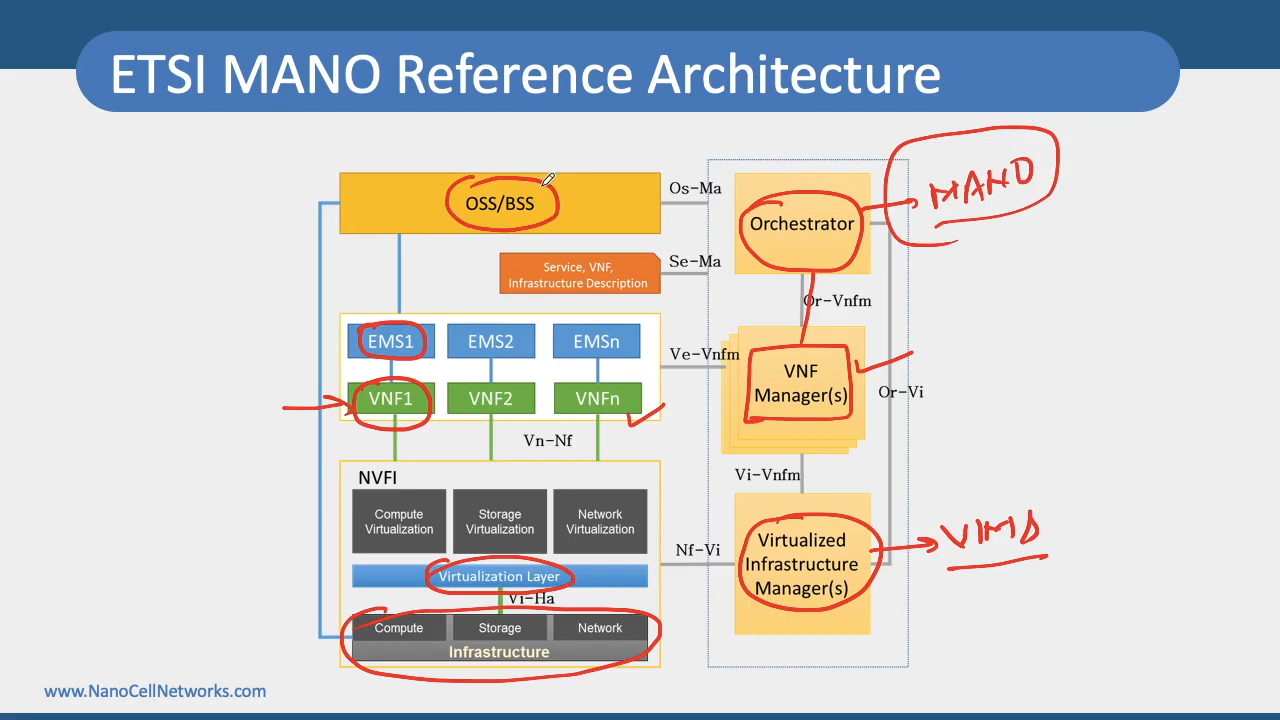 ETSI MANO Reference Architecture
OSS/BSS
Os-Ma
Orchestrator
MANO
Service, VNF,
Infrastructure Description
Se-Ma
Or-Vnfm
EMS1
EMS2
EMSn
Ve-Vnfm
VNF
Manager(s)
Or-Vi
VNF1
VNF2
VNFn
Vn-Nf
Vi-Vnfm
NVFI
Compute
Virtualization
Storage
Virtualization
Network
Virtualization
Nf-Vi
Virtualized
Infrastructure
Manager(s)
VIMS
Virtualization Layer
Vi-Ha
Compute
Storage
Network
Infrastructure
www.NanoCellNetworks.com